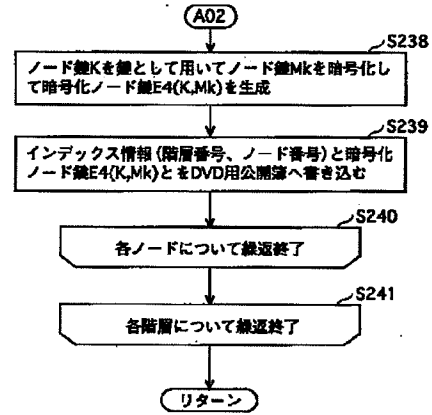 A02
S238
ノード鍵Kを鍵として用いてノード鍵Mkを暗号化し
て暗号化ノード鍵E4(K,Mk)を生成
S239
インデックス情報(階層番号、ノード番号)と暗号化
ノード鍵E4(K,Mk)とをDVD用公開簿へ書き込む
S240
各ノードについて繰返終了
S241
各階層について繰返終了
リターン